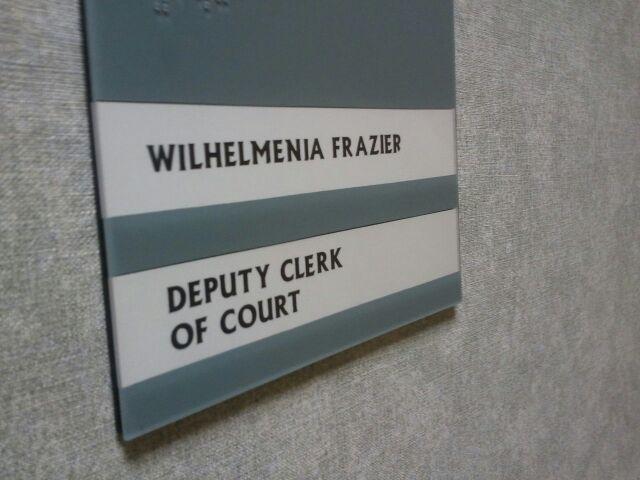 WILHELMENIA FRAZIER
DEPUTY CLERK
OF COURT